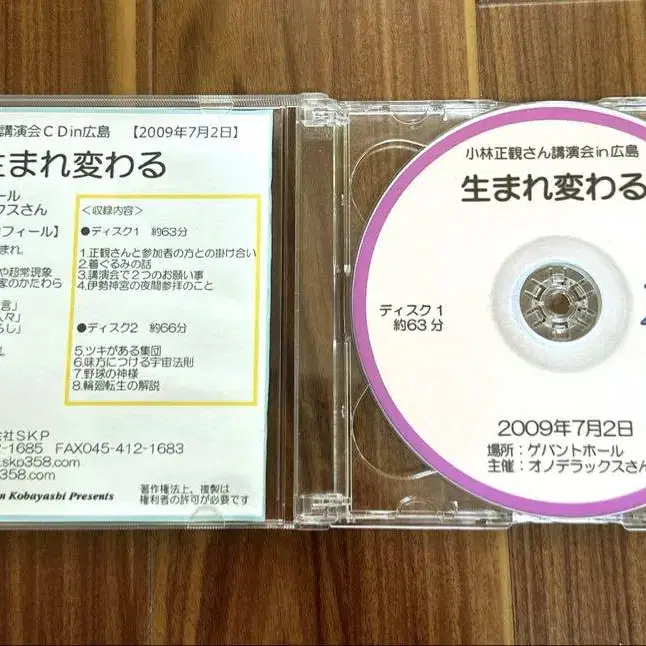 講演会CDin広島 【2009年7月2日】
生まれ変わる
ール
ックスさん
フィール】
まれ。
や超常現象
家のかたわら
言」
人々」
らし」
<収録内容>
●ディスク1 約63分
1.正観さんと参加者の方との掛け合い
2.着ぐるみの話
3.講演会で2つのお願い事
4.伊勢神宮の夜間参拝のこと
●ディスク2 約66分
5.ツキがある集団
6.味方につける宇宙法則
7.野球の神様
8.輪廻転生の解説
会社SKP
2-1685 FAX045-412-1683
.skp358.com
358.com
n Kobayashi Presents
著作権法上、複製は
権利者の許可が必要です
小林正観さん講演会in広島
生まれ変わる
ディスク1
約63分
2009年7月2日
場所:ゲバントホール
主催:オノデラックスさん